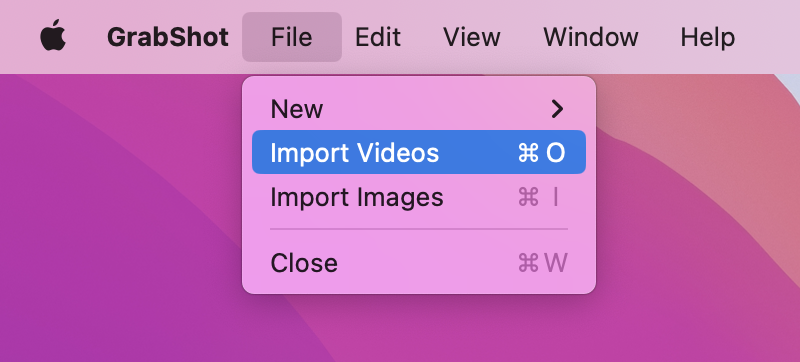 GrabShot File Edit View Window Help
New
Import Videos ⌘ O
Import Images ⌘ I
Close ⌘ W